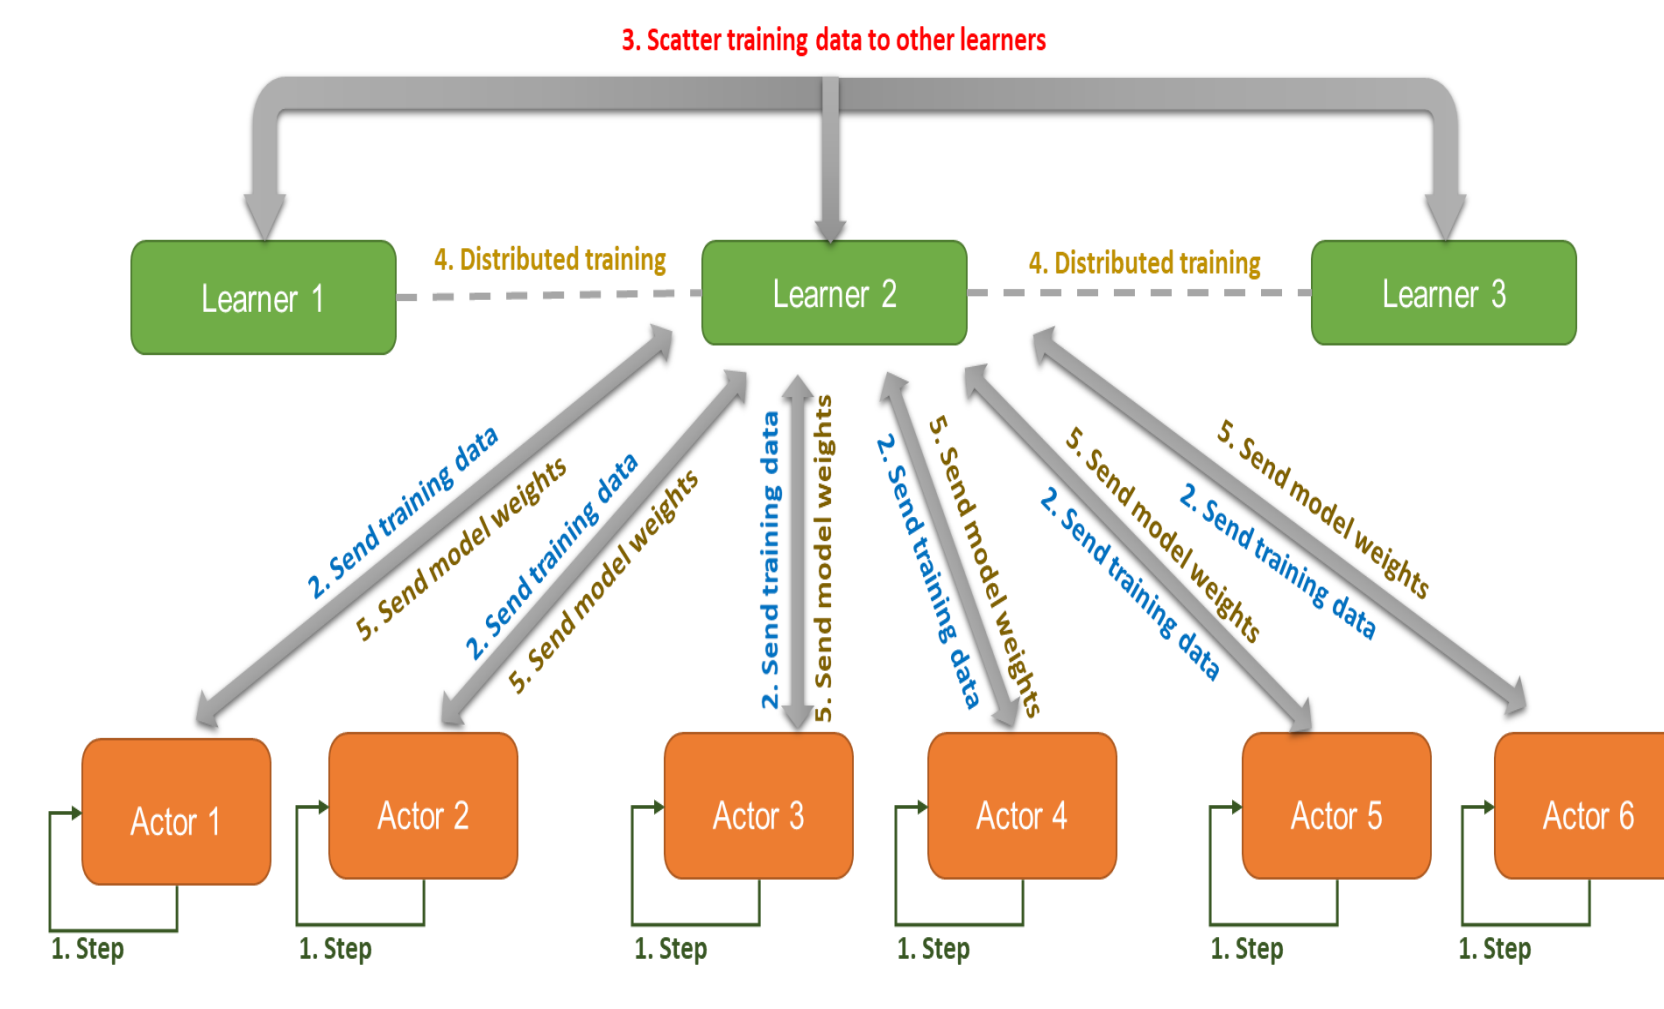 3. Scatter training data to other learners
Learner 1
4. Distributed training
Learner 2
4. Distributed training
Learner 3
2. Send training data
5. Send model weights
2. Send training data
5. Send model weights
2. Send training data
5. Send model weights
2. Send training data
5. Send model weights
2. Send training data
5. Send model weights
2. Send training data
5. Send model weights
Actor 1
Actor 2
Actor 3
Actor 4
Actor 5
Actor 6
1. Step
1. Step
1. Step
1. Step
1. Step
1. Step